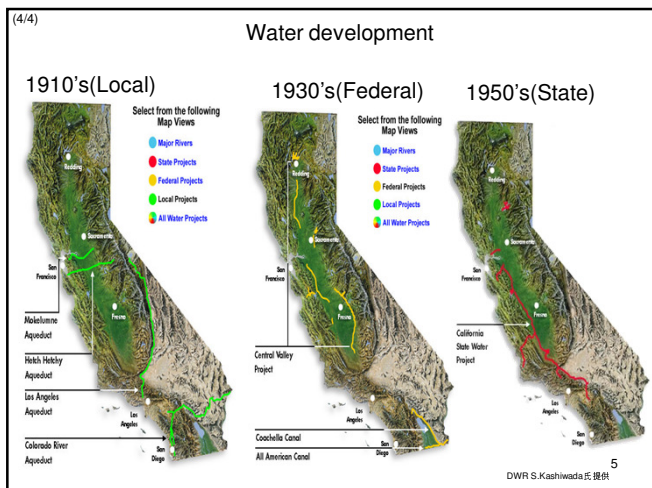 (4/4)
Water development
1910's(Local)
Select from the following
Map Views
Major Rivers
State Projects
Federal Projects
Local Projects
All Water Projects
Redding
Sacramento
San
Francisco
Fresno
Mokelumne
Aqueduct
Hetch Hetchy
Aqueduct
Los Angeles
Aqueduct
Colorado River
Aqueduct
Los
Angeles
San
Diego
1930's(Federal)
Select from the following
Map Views
Major Rivers
State Projects
Federal Projects
Local Projects
All Water Projects
Redding
Sacramento
San
Francisco
Fresno
Central Valley
Project
Los
Angeles
Coachella Canal
All American Canal
San
Diego
1950's(State)
Redding
Sacramento
San
Francisco
Fresno
California
State Water
Project
Los
Angeles
San
Diego
5
DWR S.Kashiwada氏提供